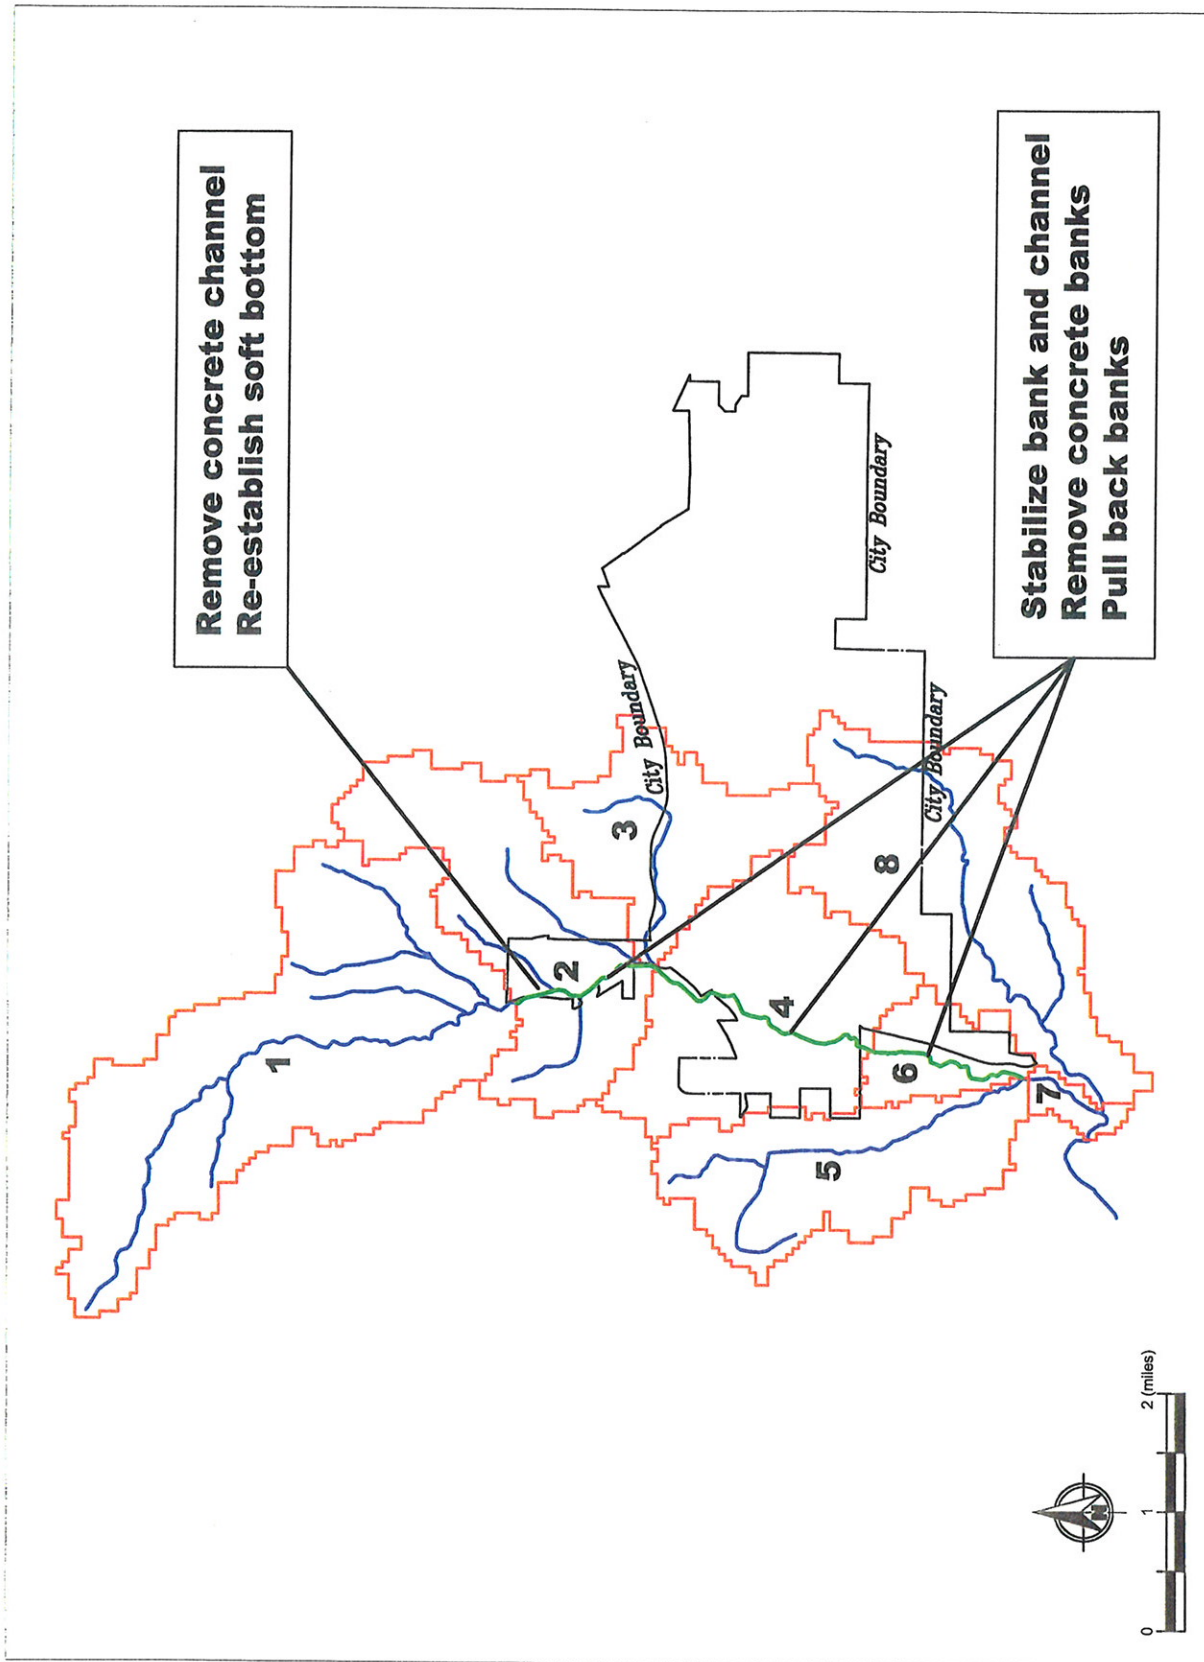 Remove concrete channel
Re-establish soft bottom
1
2
3
City Boundary
4
City Boundary
5
6
7
8
City Boundary
Stabilize bank and channel
Remove concrete banks
Pull back banks
N
0
1
2 (miles)